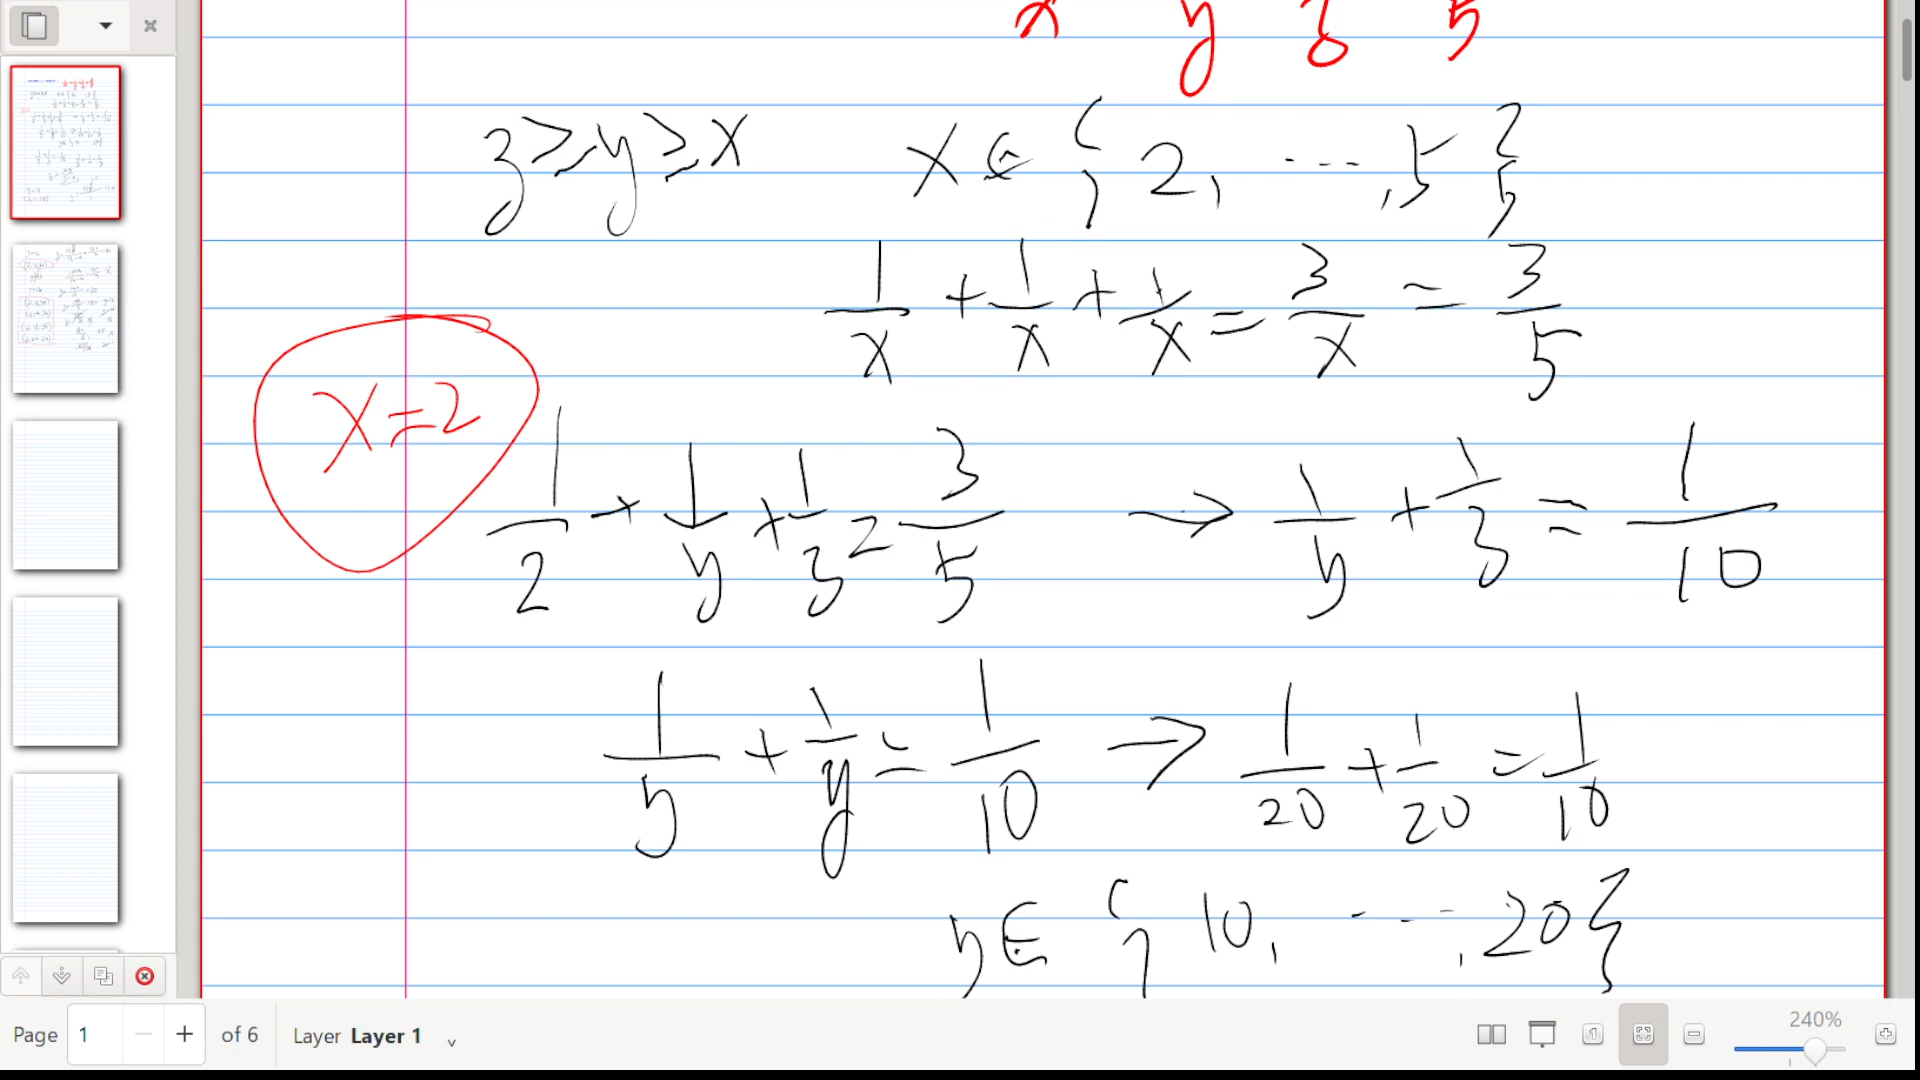 x y z 5
z ≥ y ≥ x x ∈ { 2, ..., 5 }
1/x + 1/x + 1/x = 3/x = 3/5
x=2
1/2 + 1/y + 1/z = 3/5 → 1/y + 1/z = 1/10
1/y + 1/y = 1/10 → 1/20 + 1/20 = 1/10
y ∈ { 10, ..., 20 }
Page 1 of 6 Layer Layer 1 240%